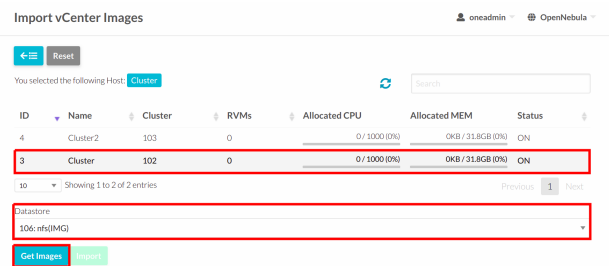 Import vCenter Images
oneadmin
OpenNebula
Reset
You selected the following Host: Cluster
Search
ID Name Cluster RVMs Allocated CPU Allocated MEM Status
4 Cluster2 103 0 0 / 1000 (0%) 0KB / 31.8GB (0%) ON
3 Cluster 102 0 0 / 1000 (0%) 0KB / 31.8GB (0%) ON
10 Showing 1 to 2 of 2 entries
Previous 1 Next
Datastore
106: nfs(IMG)
Get Images Import